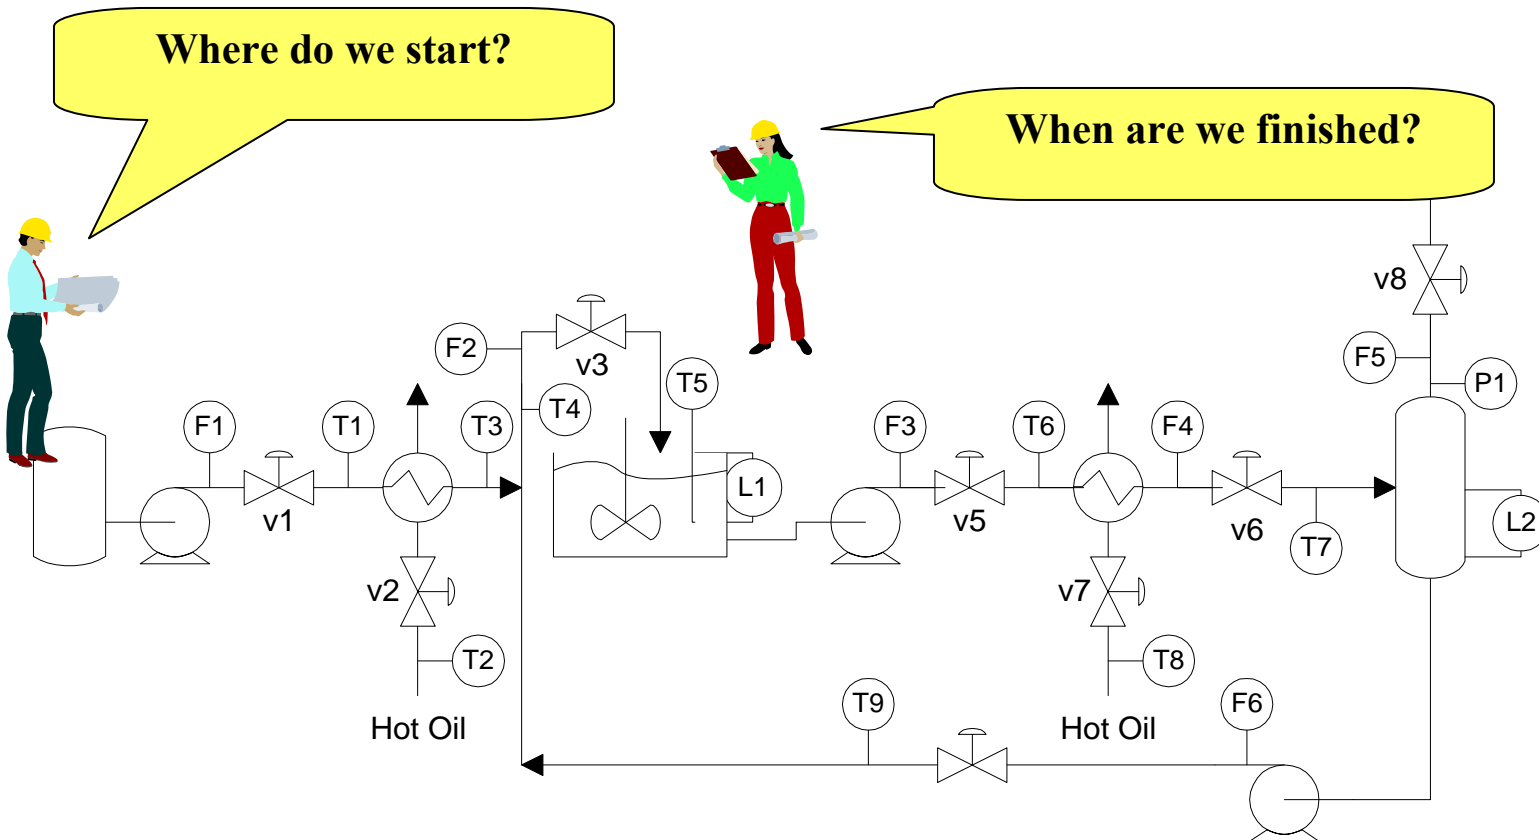 Where do we start?
When are we finished?
v8
F2
v3
F5
P1
T5
T4
F1
T1
T3
F3
T6
F4
L1
v1
v5
v6
L2
T7
v2
v7
T2
T8
T9
F6
Hot Oil
Hot Oil